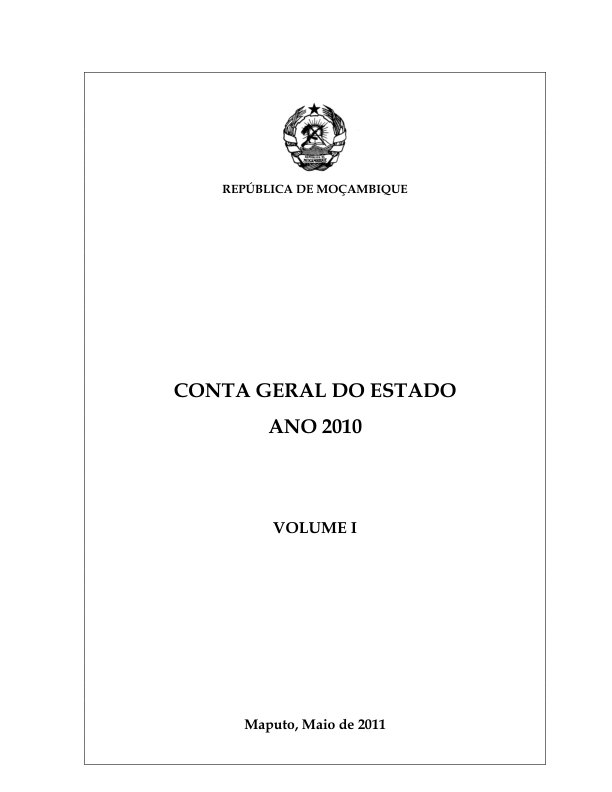 REPÚBLICA DE MOÇAMBIQUE
CONTA GERAL DO ESTADO
ANO 2010
VOLUME I
Maputo, Maio de 2011